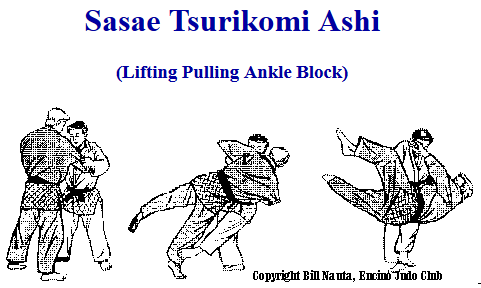 Sasae Tsurikomi Ashi
(Lifting Pulling Ankle Block)
Copyright Bill Nauta, Encino Judo Club